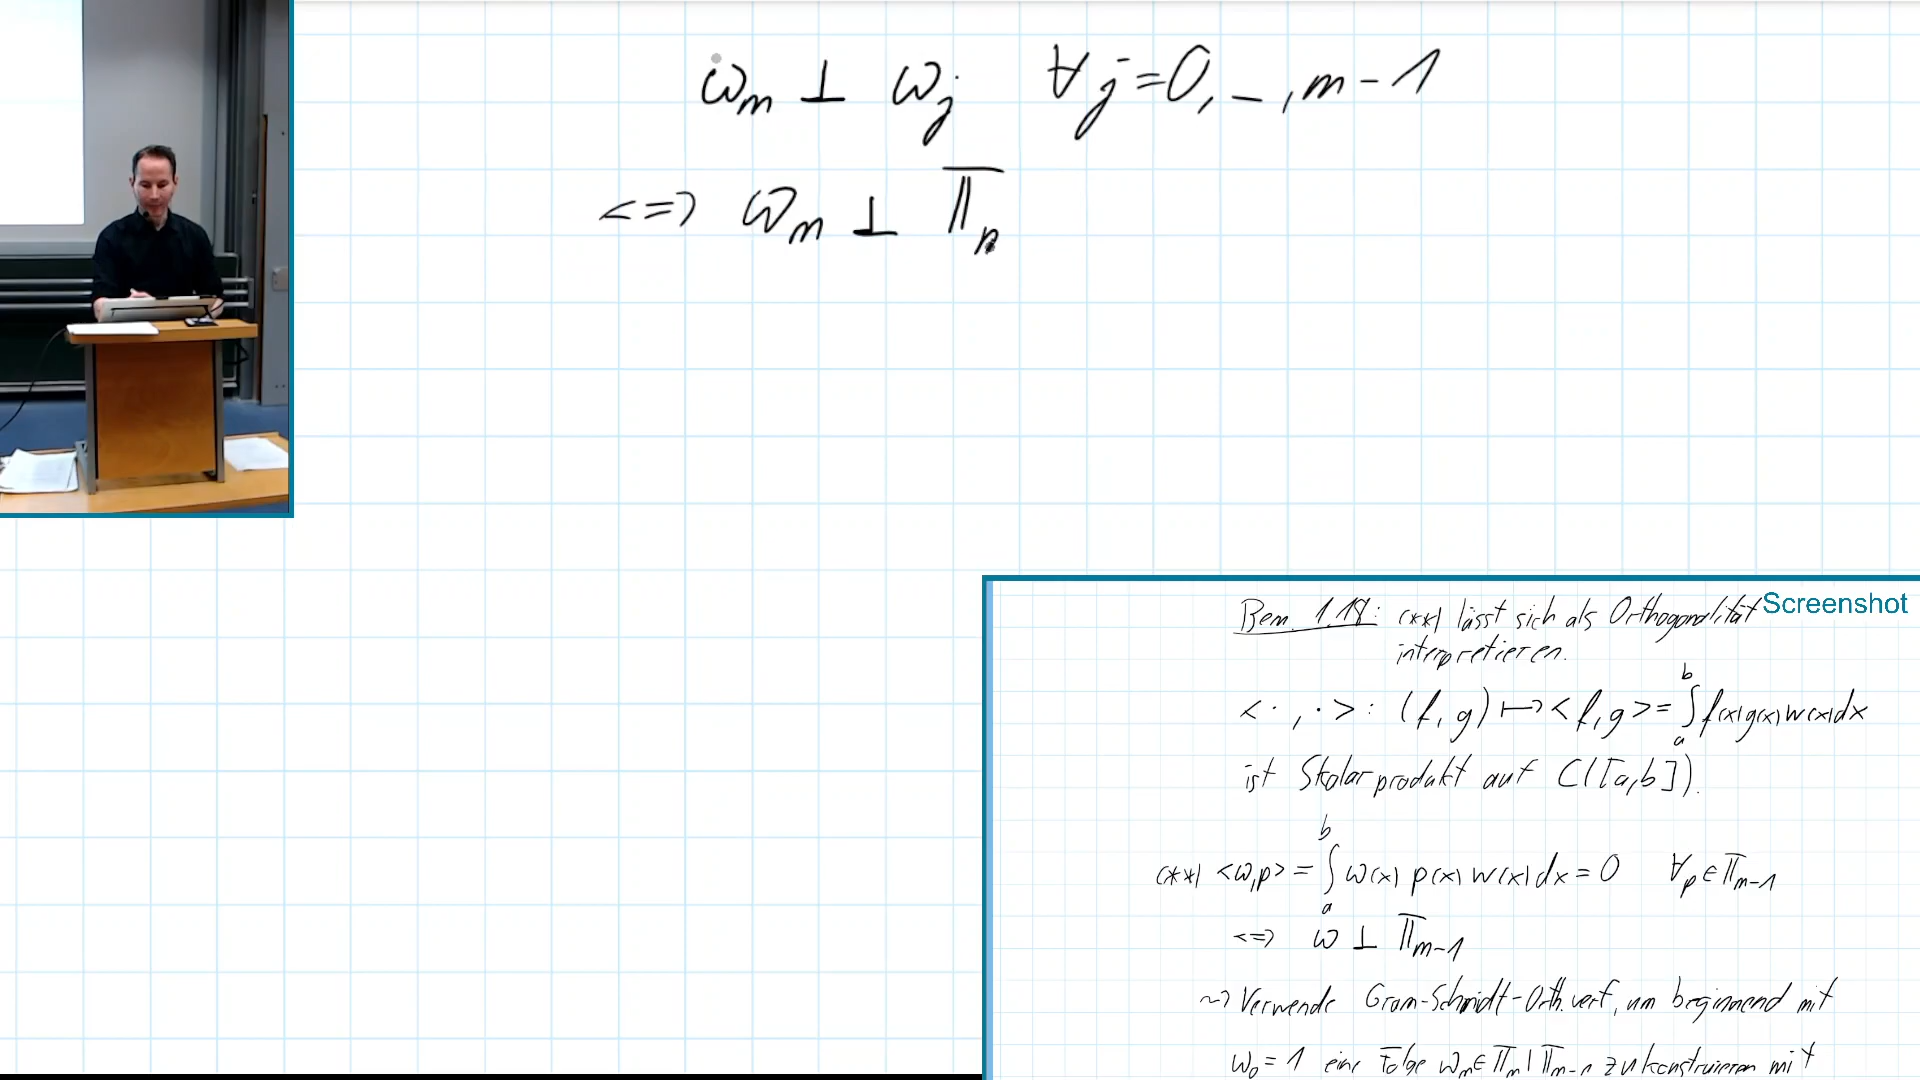 ω_m ⊥ ω_j ∀ j=0,…,m-1
<=> ω_m ⊥ Π_n
Screenshot
Bem. 1.18: (**) lässt sich als Orthogonalität
interpretieren.
<·,·>: (f,g) ↦ <f,g> = ∫_a^b f(x)g(x)w(x)dx
ist Skalarprodukt auf C([a,b]).
(**) <ω,p> = ∫_a^b ω(x) p(x) w(x) dx = 0 ∀p∈Π_{m-1}
<=> ω ⊥ Π_{m-1}
~> Verwende Gram-Schmidt-Orth.verf., um beginnend mit
ω_0 = 1 eine Folge ω_m∈Π_m\Π_{m-1} zu konstruieren mit